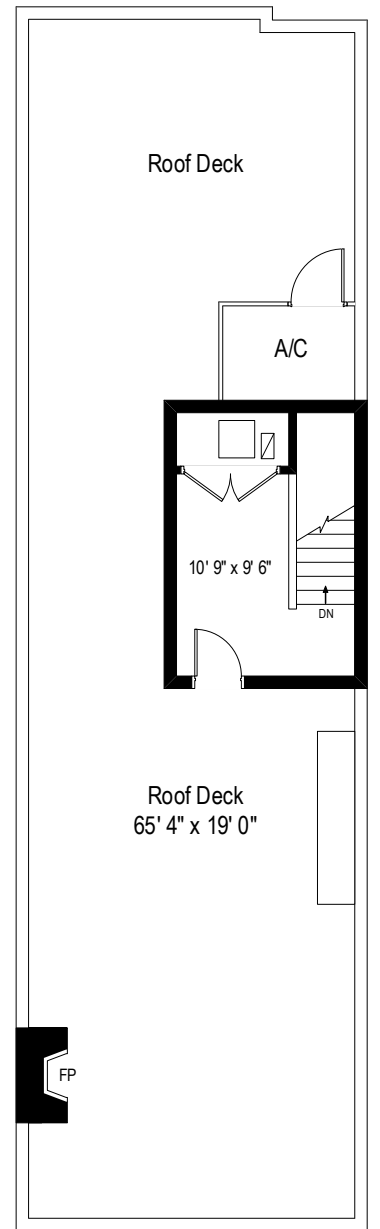 Roof Deck
A/C
10' 9" x 9' 6"
DN
Roof Deck
65' 4" x 19' 0"
FP